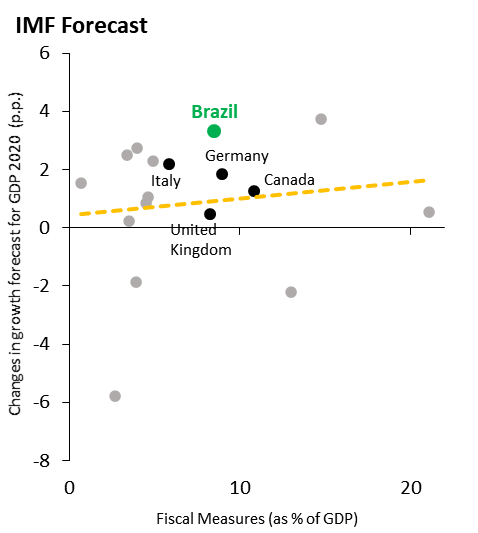 IMF Forecast
Changes in growth forecast for GDP 2020 (p.p.)
6
4
2
0
-2
-4
-6
-8
Brazil
Germany
Italy
Canada
United
Kingdom
0
10
20
Fiscal Measures (as % of GDP)